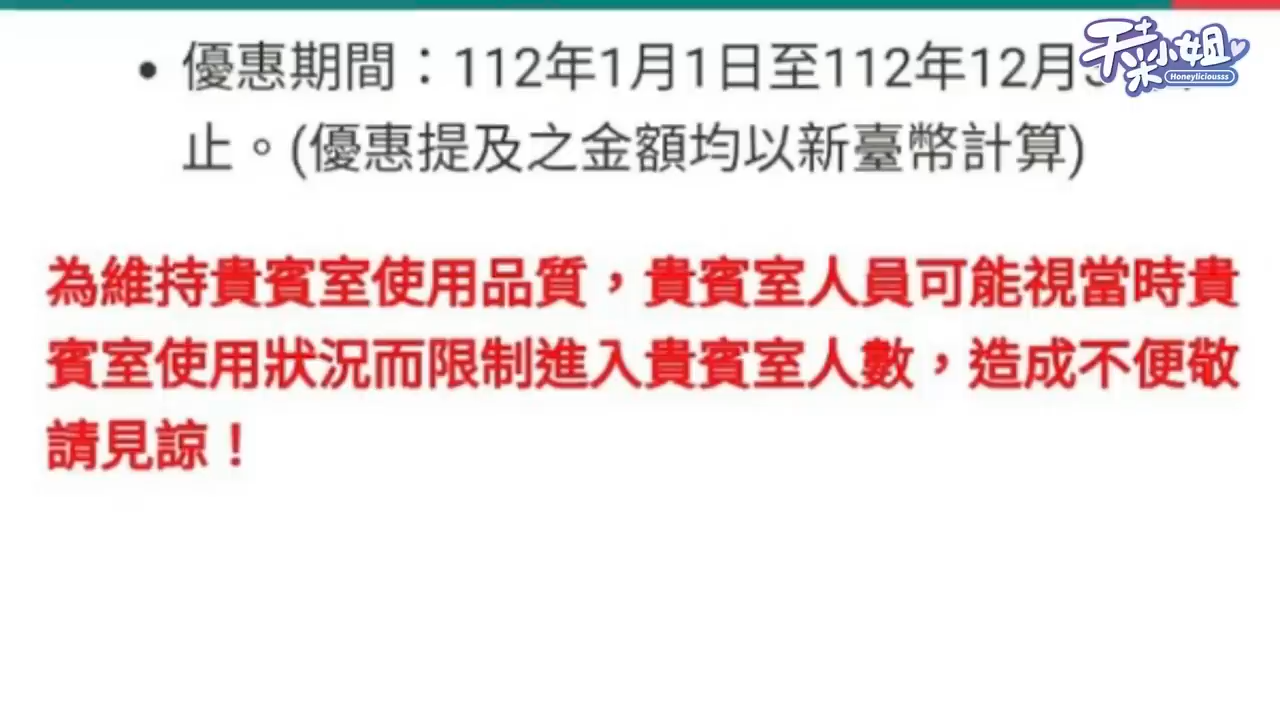 優惠期間：112年1月1日至112年12月
止。(優惠提及之金額均以新臺幣計算)
為維持貴賓室使用品質，貴賓室人員可能視當時貴
賓室使用狀況而限制進入貴賓室人數，造成不便敬
請見諒！
天菜小姐
Honeyliciousss